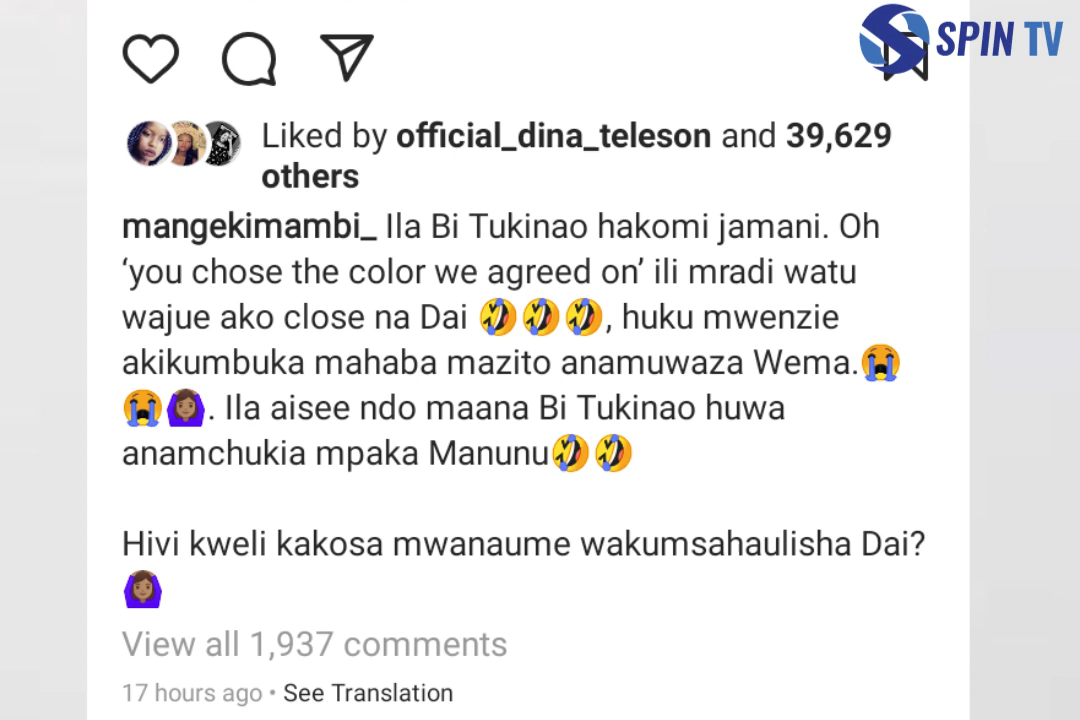 SPIN TV
Liked by official_dina_teleson and 39,629
others
mangekimambi_ Ila Bi Tukinao hakomi jamani. Oh
‘you chose the color we agreed on’ ili mradi watu
wajue ako close na Dai 🤣🤣🤣, huku mwenzie
akikumbuka mahaba mazito anamuwaza Wema.😭
😭🙆🏽‍♀️. Ila aisee ndo maana Bi Tukinao huwa
anamchukia mpaka Manunu🤣🤣
Hivi kweli kakosa mwanaume wakumsahaulisha Dai?
🙆🏽‍♀️
View all 1,937 comments
17 hours ago • See Translation